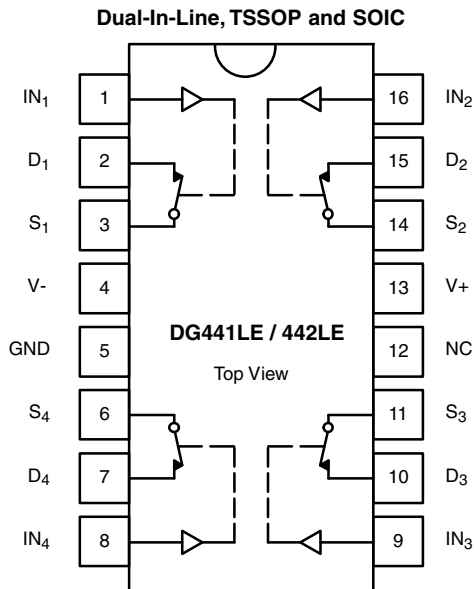 Dual-In-Line, TSSOP and SOIC
IN1 1 16 IN2
D1 2 15 D2
S1 3 14 S2
V- 4 13 V+
GND 5 DG441LE / 442LE 12 NC
Top View
S4 6 11 S3
D4 7 10 D3
IN4 8 9 IN3